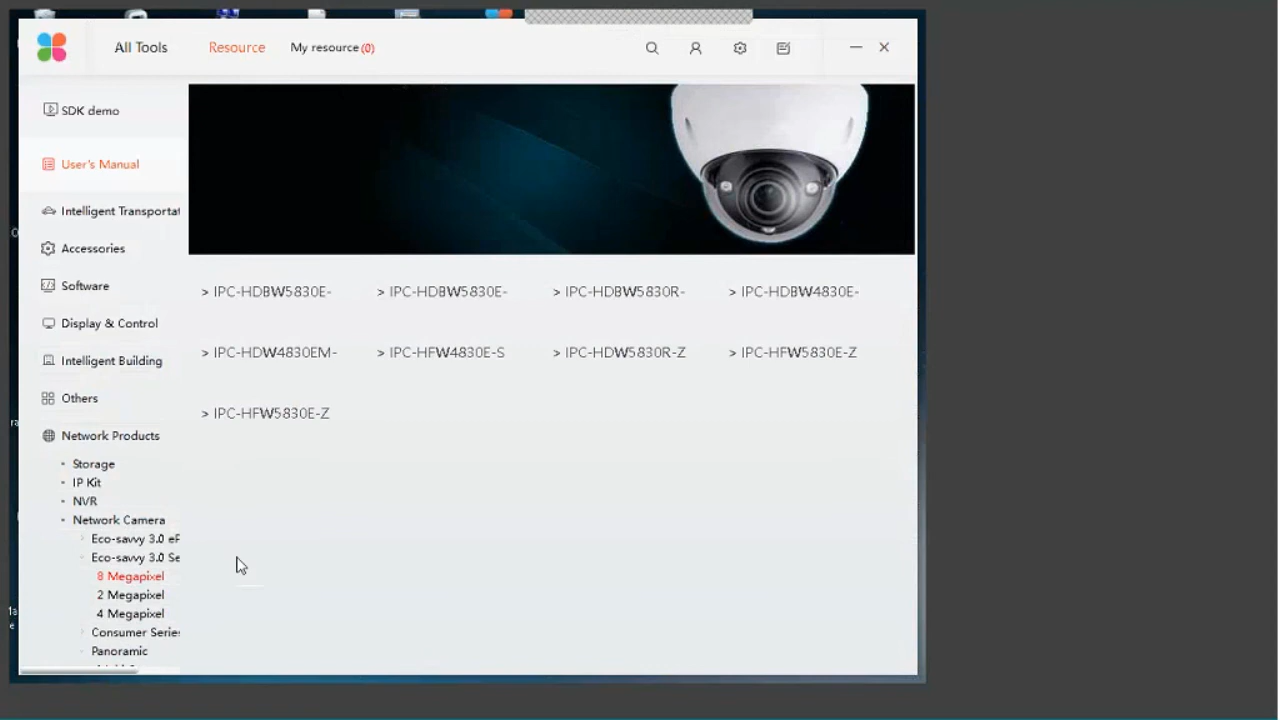 All Tools
Resource
My resource(0)
SDK demo
User's Manual
Intelligent Transportat
Accessories
Software
Display & Control
Intelligent Building
Others
Network Products
Storage
IP Kit
NVR
Network Camera
Eco-savvy 3.0 eP
Eco-savvy 3.0 Se
8 Megapixel
2 Megapixel
4 Megapixel
Consumer Series
Panoramic
> IPC-HDBW5830E- > IPC-HDBW5830E- > IPC-HDBW5830R- > IPC-HDBW4830E-
> IPC-HDW4830EM- > IPC-HFW4830E-S > IPC-HDW5830R-Z > IPC-HFW5830E-Z
> IPC-HFW5830E-Z